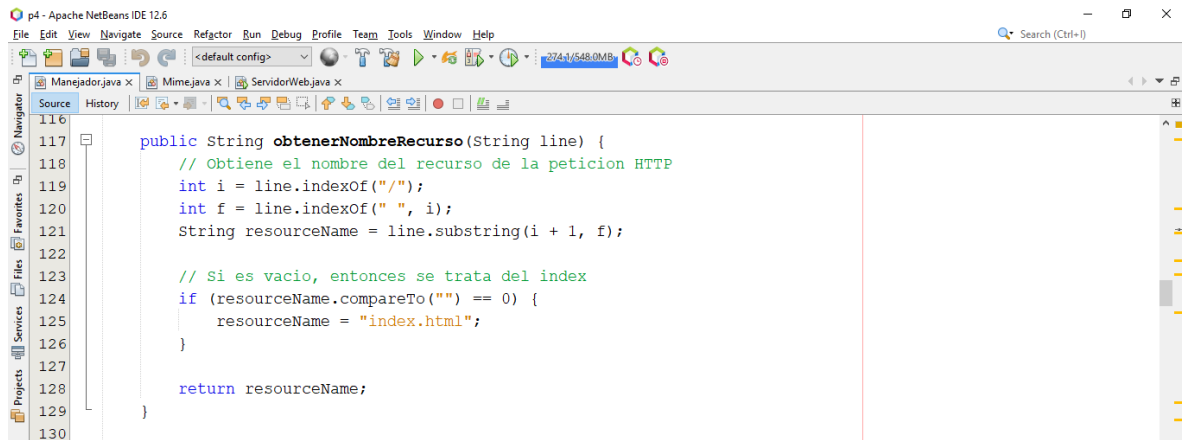 p4 - Apache NetBeans IDE 12.6
File Edit View Navigate Source Refactor Run Debug Profile Team Tools Window Help
Search (Ctrl+I)
<default config>
274.1/548.0MB
Manejador.java
Mime.java
ServidorWeb.java
Source
History
Navigator
Favorites
Files
Services
Projects
116
117 public String obtenerNombreRecurso(String line) {
118 // Obtiene el nombre del recurso de la peticion HTTP
119 int i = line.indexOf("/");
120 int f = line.indexOf(" ", i);
121 String resourceName = line.substring(i + 1, f);
122
123 // Si es vacio, entonces se trata del index
124 if (resourceName.compareTo("") == 0) {
125 resourceName = "index.html";
126 }
127
128 return resourceName;
129 }
130